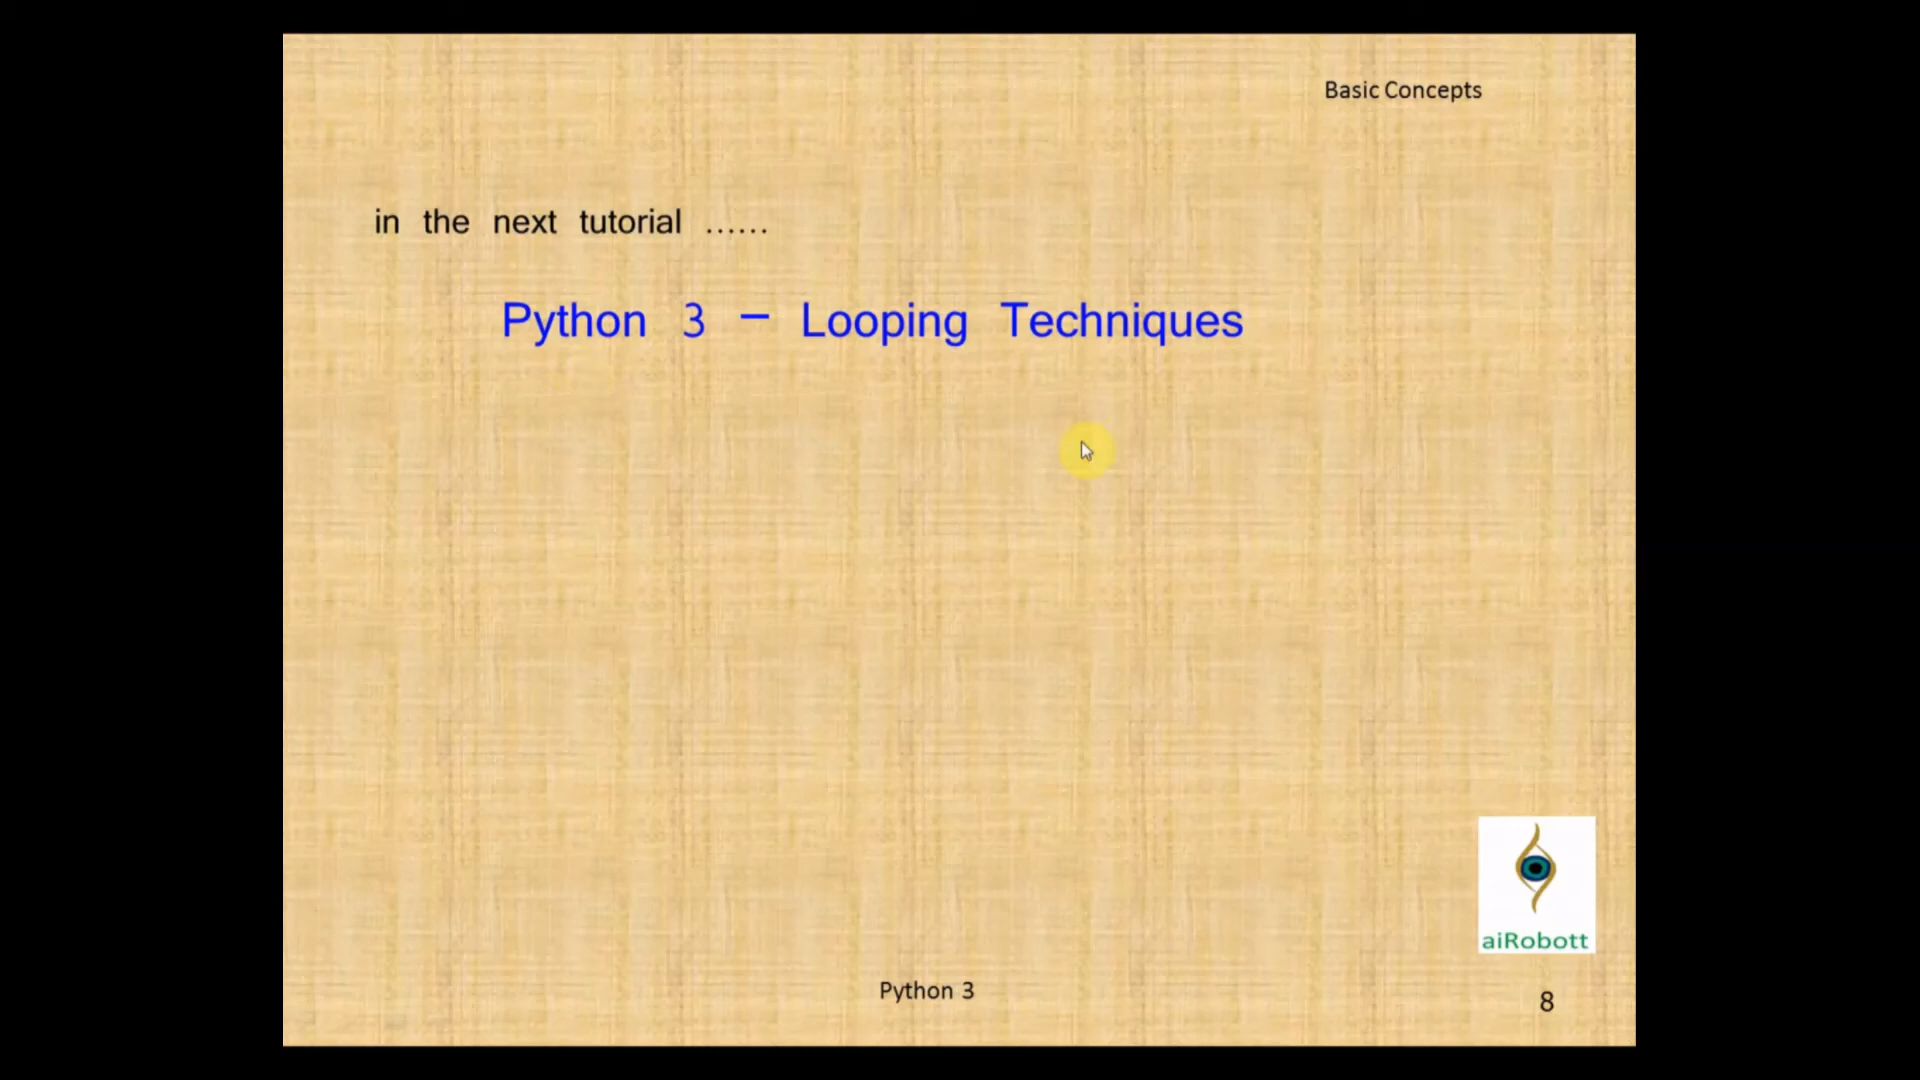 Basic Concepts
in the next tutorial ......
Python 3 – Looping Techniques
aiRobott
Python 3
8